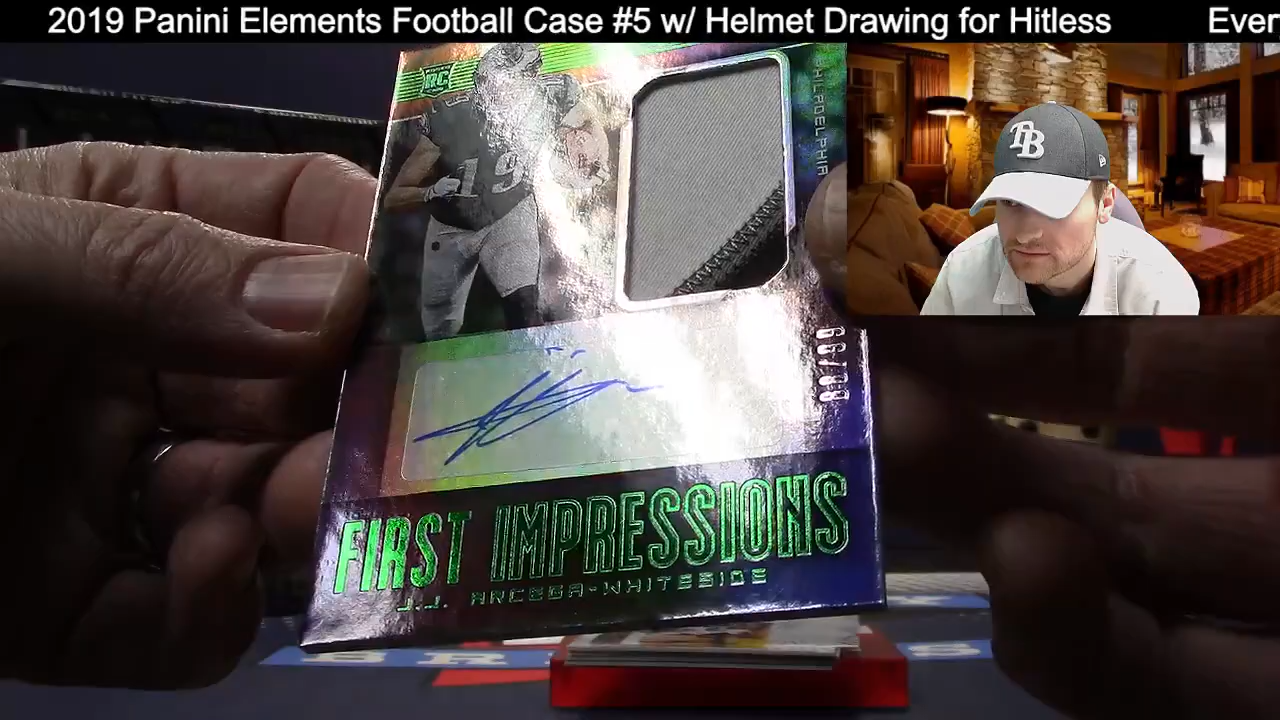 2019 Panini Elements Football Case #5 w/ Helmet Drawing for Hitless Ever
RC
19
PHILADELPHIA
TB
FIRST IMPRESSIONS
J.J. ARCEGA-WHITESIDE